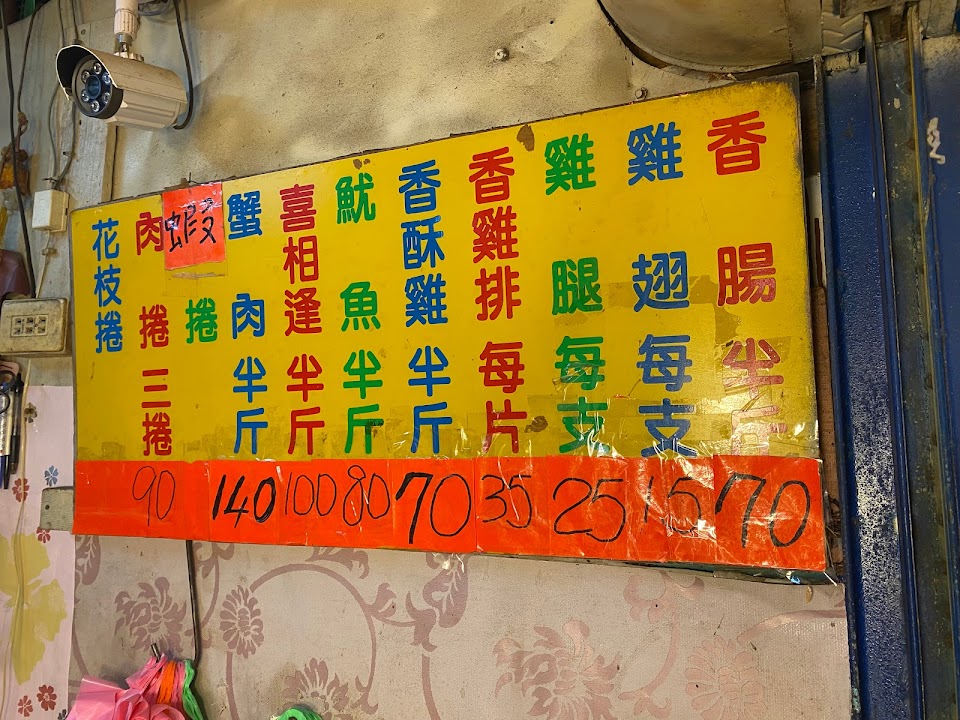 香腸半斤 70
雞翅每支 15
雞腿每支 25
香雞排每片 35
香酥雞半斤 70
魷魚半斤 80
喜相逢半斤 100
蟹肉半斤 140
蝦捲
肉捲三捲 90
花枝捲